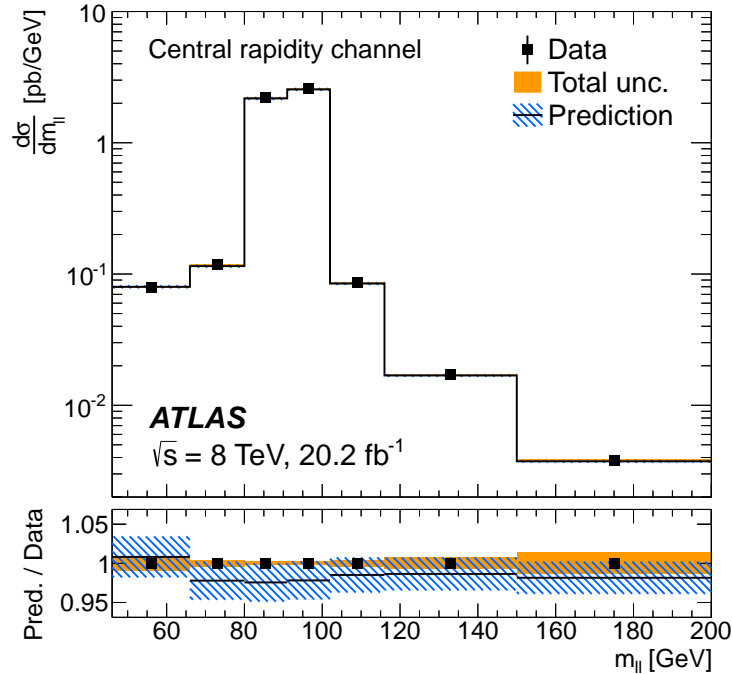 Central rapidity channel
Data
Total unc.
Prediction
dσ/dm_ll [pb/GeV]
10
1
10⁻¹
10⁻²
ATLAS
√s = 8 TeV, 20.2 fb⁻¹
Pred. / Data
1.05
1
0.95
60 80 100 120 140 160 180 200
m_ll [GeV]